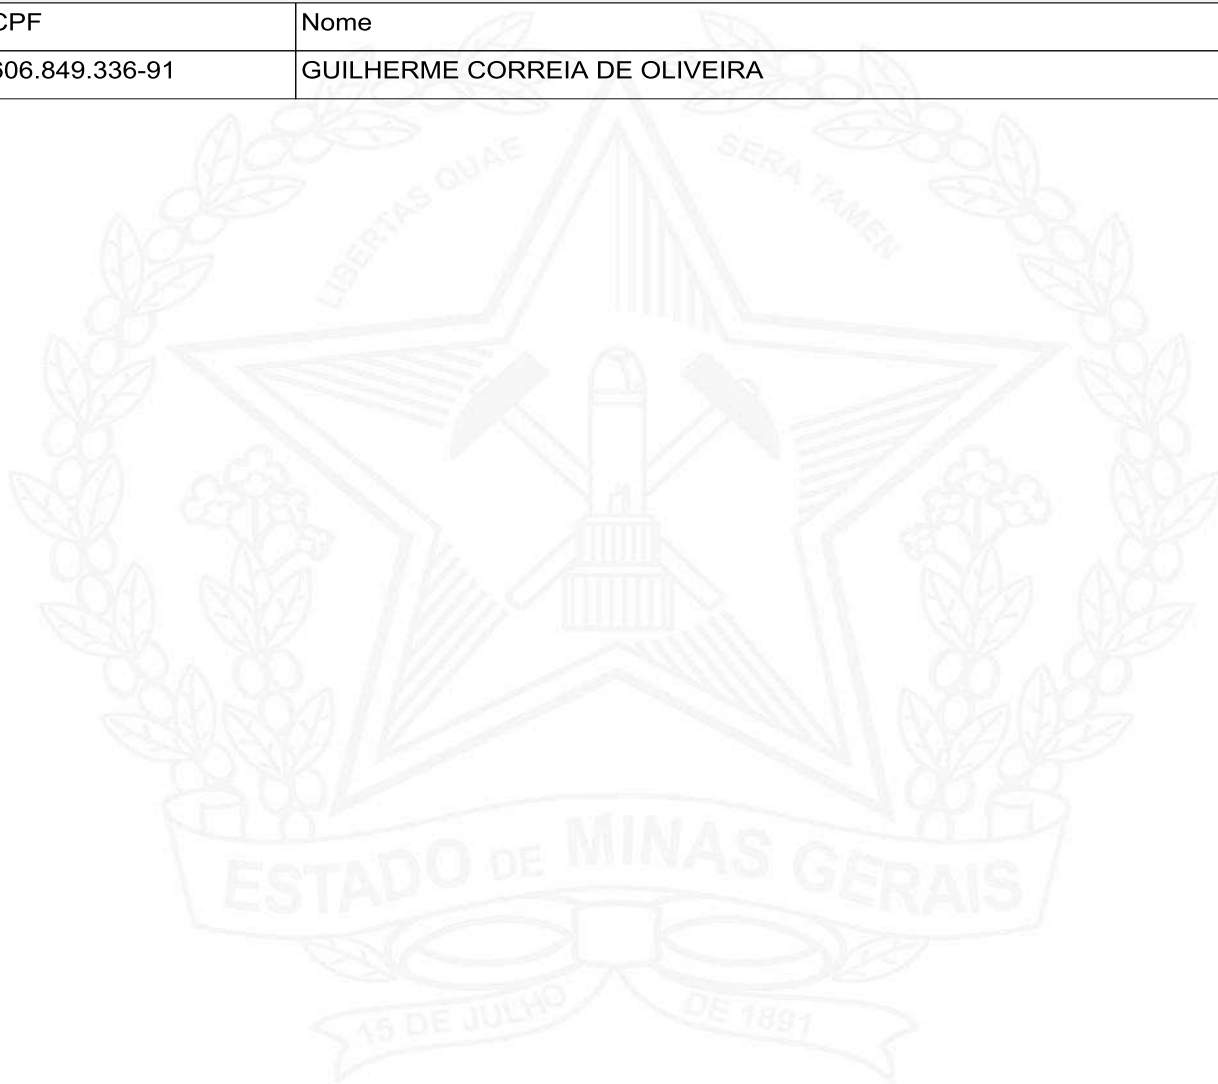 CPF Nome
606.849.336-91 GUILHERME CORREIA DE OLIVEIRA
LIBERTAS QUAE SERA TAMEN
ESTADO DE MINAS GERAIS
15 DE JULHO DE 1891